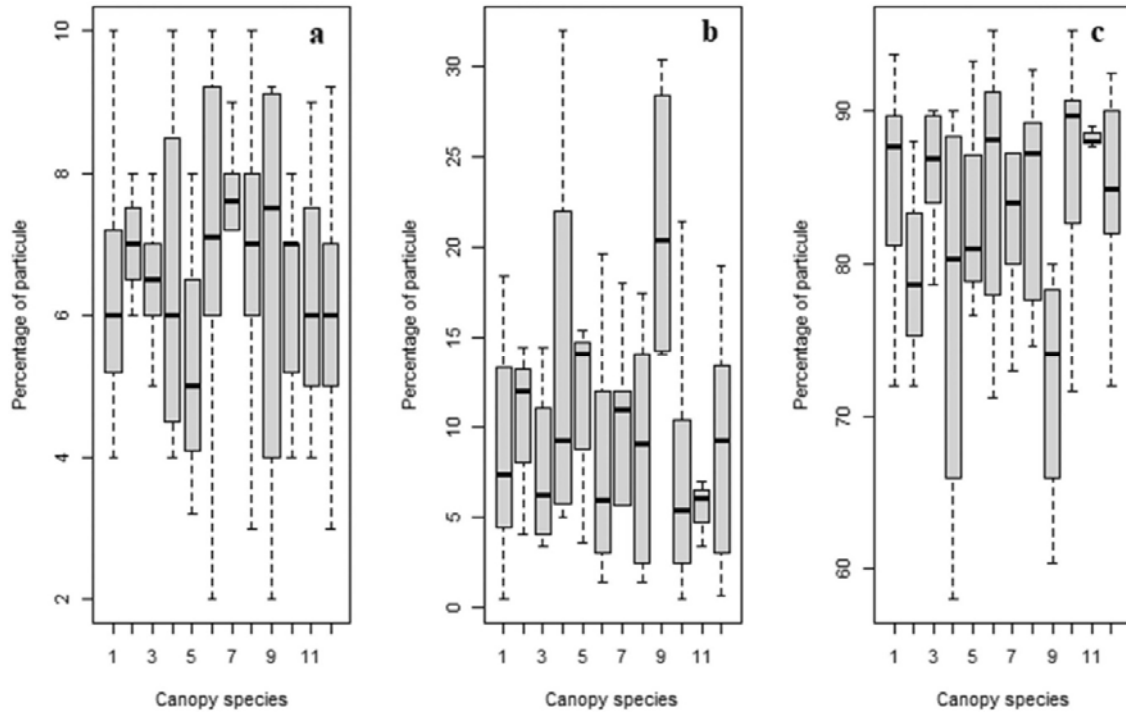 a
10
8
6
4
2
Percentage of particule
1 3 5 7 9 11
Canopy species
b
30
25
20
15
10
5
0
Percentage of particule
1 3 5 7 9 11
Canopy species
c
90
80
70
60
Percentage of particule
1 3 5 7 9 11
Canopy species